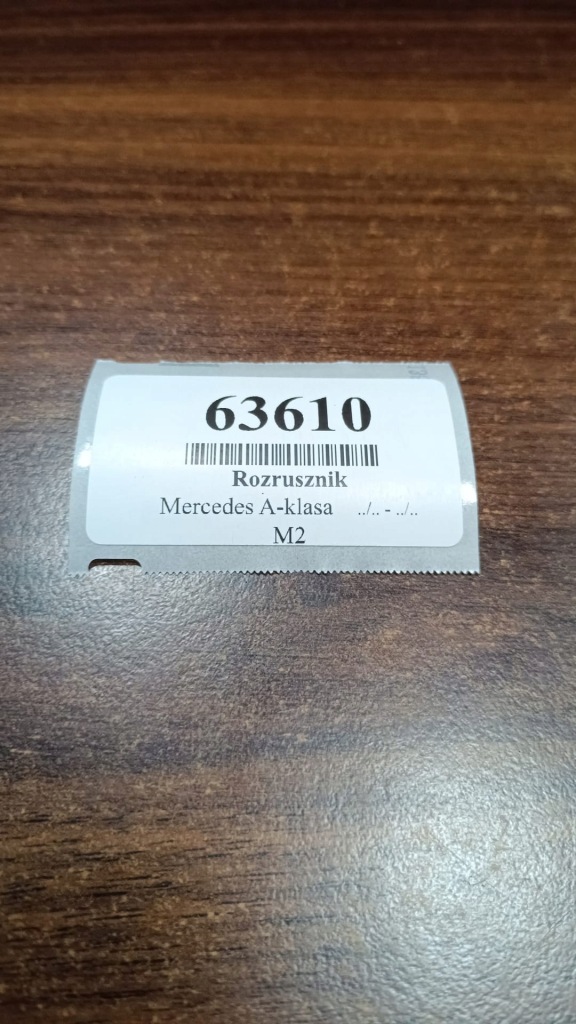 63610
Rozrusznik
Mercedes A-klasa ../.. - ../..
M2